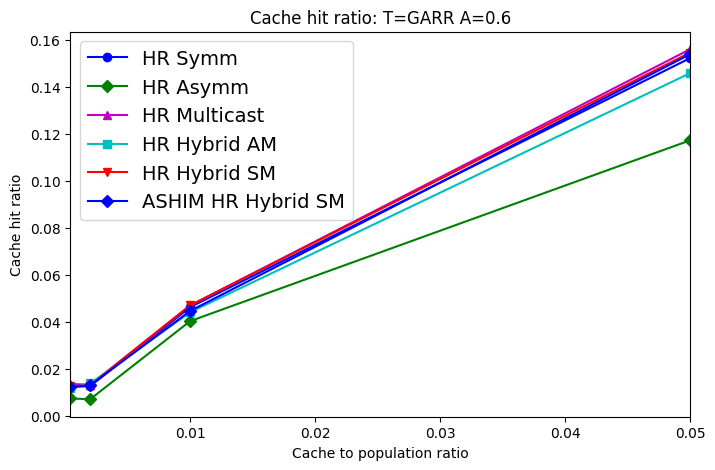 Cache hit ratio: T=GARR A=0.6
0.16
0.14
0.12
0.10
0.08
0.06
0.04
0.02
0.00
Cache hit ratio
HR Symm
HR Asymm
HR Multicast
HR Hybrid AM
HR Hybrid SM
ASHIM HR Hybrid SM
0.01 0.02 0.03 0.04 0.05
Cache to population ratio